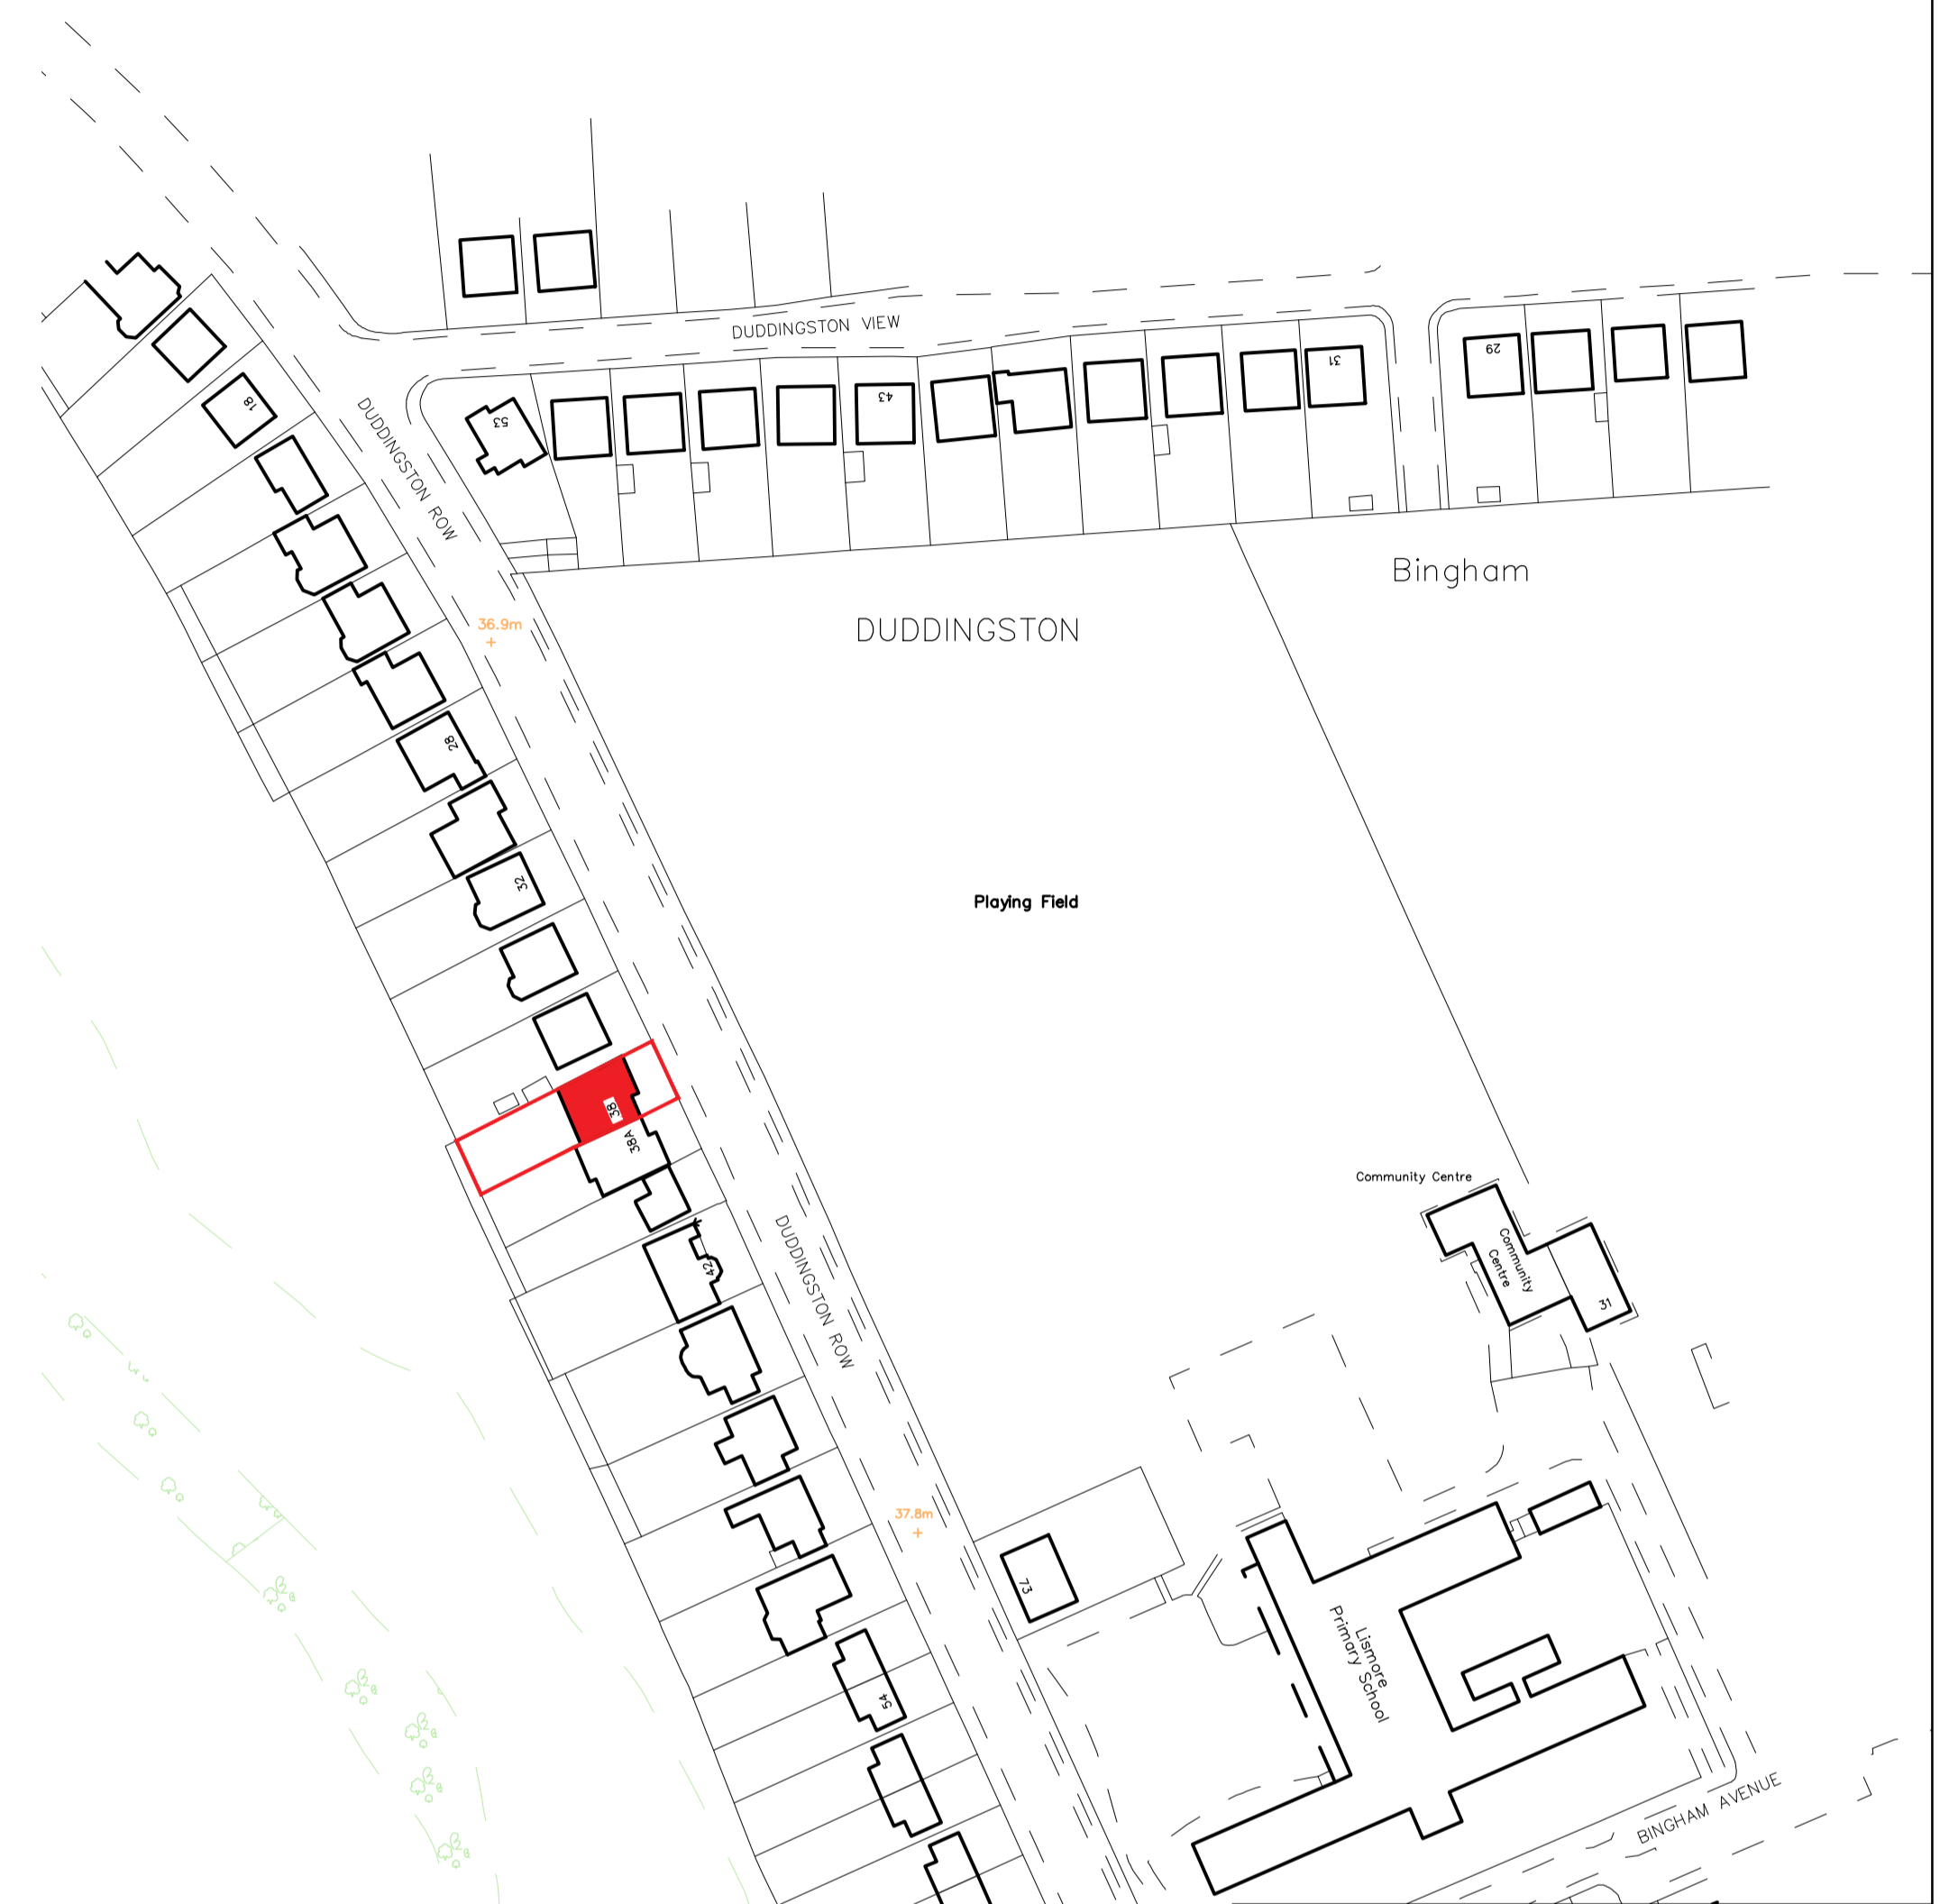 DUDDINGSTON VIEW
31
29
18
DUDDINGSTON ROW
53
43
Bingham
36.9m
DUDDINGSTON
28
32
Playing Field
38
38A
Community Centre
DUDDINGSTON ROW
42
Community
Centre
31
37.8m
73
Lismore
Primary School
54
BINGHAM AVENUE